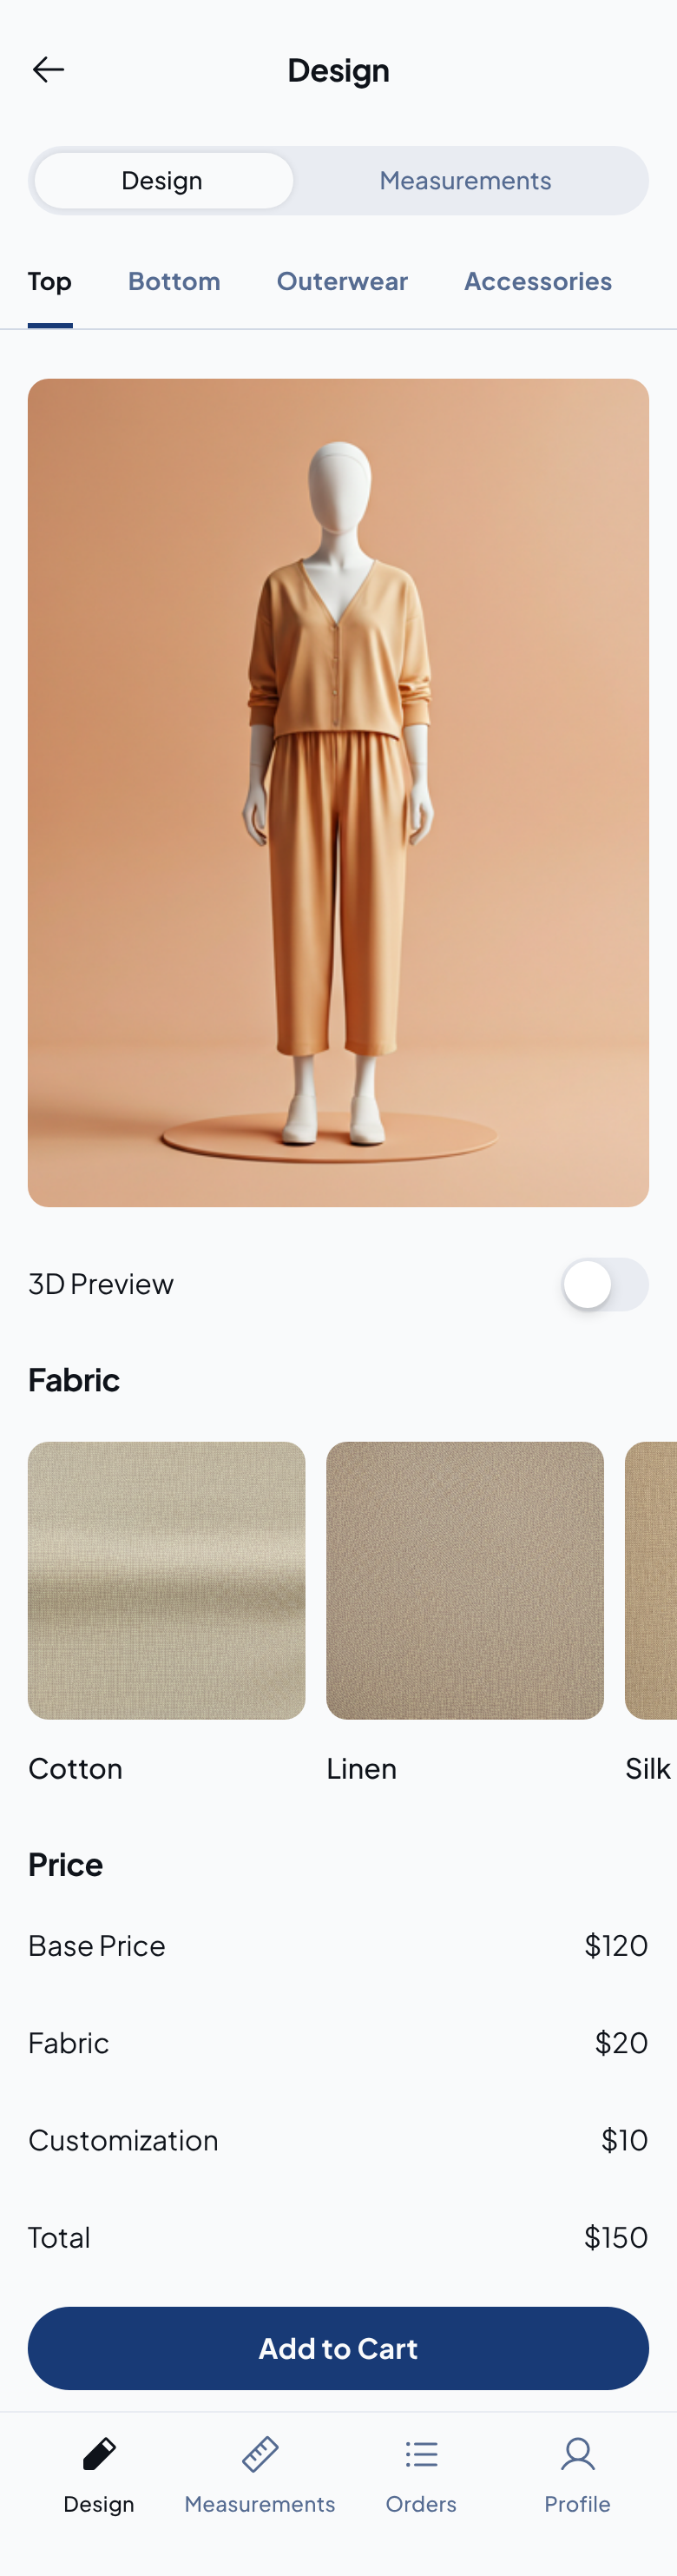 Design
Design Measurements
Top Bottom Outerwear Accessories
3D Preview
Fabric
Cotton Linen Silk
Price
Base Price $120
Fabric $20
Customization $10
Total $150
Add to Cart
Design Measurements Orders Profile